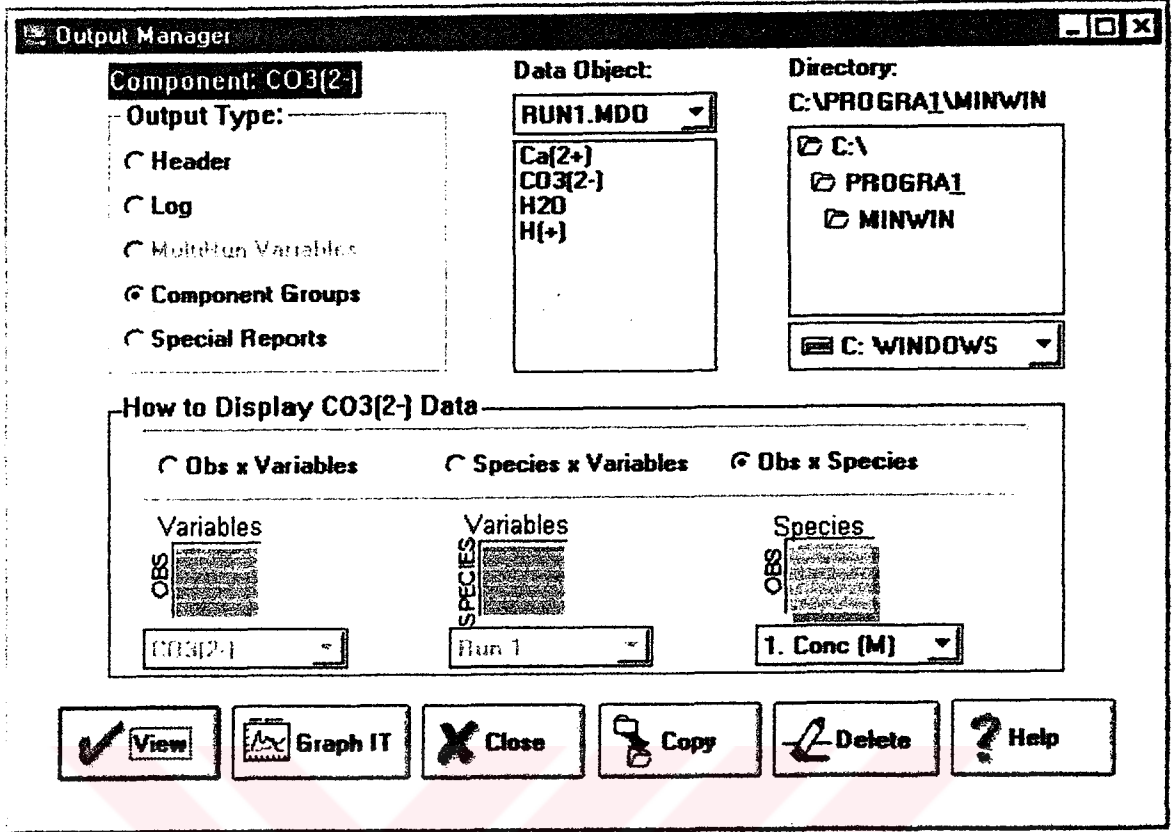 Output Manager
Component: CO3(2-)
Output Type:
Header
Log
MultiRun Variables
Component Groups
Special Reports
Data Object:
RUN1.MDO
Ca(2+)
CO3(2-)
H2O
H(+)
Directory:
C:\PROGRA1\MINWIN
C:\
PROGRA1
MINWIN
C: WINDOWS
How to Display CO3(2-) Data
Obs x Variables
Species x Variables
Obs x Species
Variables
OBS
CO3(2-)
Variables
SPECIES
Run 1
Species
OBS
1. Conc (M)
View
Graph IT
Close
Copy
Delete
Help